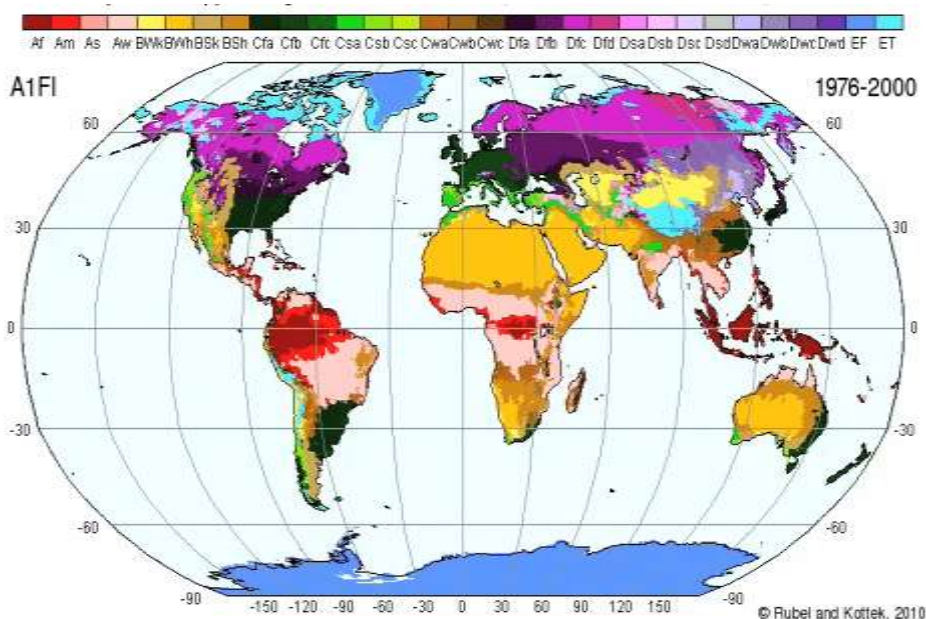 Af Am As Aw BWk BWh BSk BSh Cfa Cfb Cfc Csa Csb Csc Cwa Cwb Cwc Dfa Dfb Dfc Dfd Dsa Dsb Dsc Dsd Dwa Dwb Dwc Dwd EF ET
A1FI 1976-2000
60 60
30 30
0 0
-30 -30
-60 -60
-90 -150 -120 -90 -60 -30 0 30 60 90 120 150 -90
© Rubel and Kottek, 2010